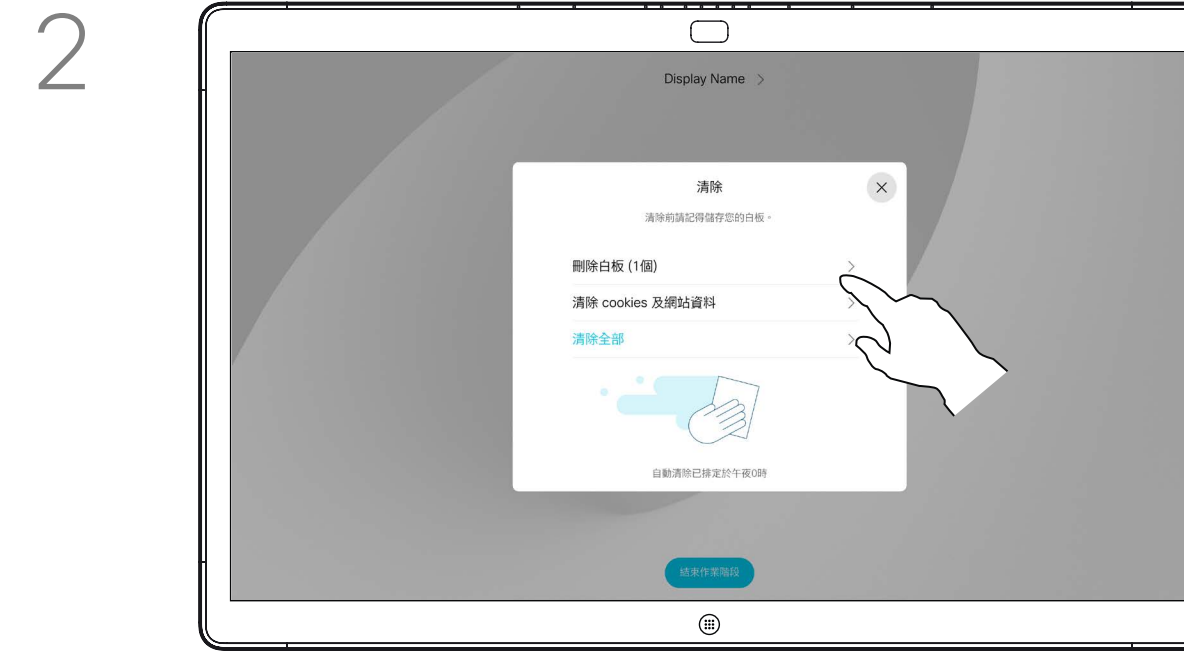 2
Display Name
清除
清除前請記得儲存您的白板。
刪除白板 (1個)
清除 cookies 及網站資料
清除全部
自動清除已排定於午夜0時
結束作業階段